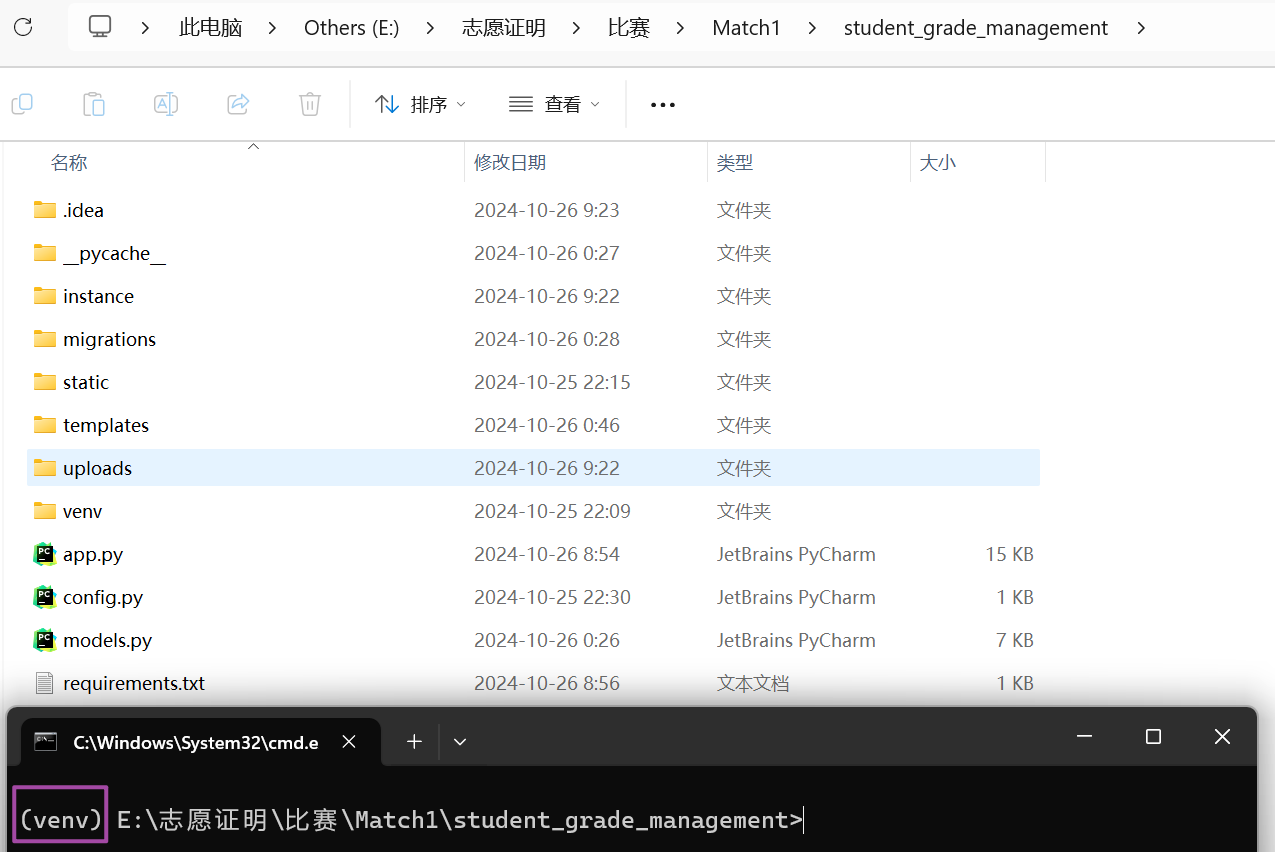 此电脑 > Others (E:) > 志愿证明 > 比赛 > Match1 > student_grade_management >
排序 查看 ···
名称 修改日期 类型 大小
.idea 2024-10-26 9:23 文件夹
__pycache__ 2024-10-26 0:27 文件夹
instance 2024-10-26 9:22 文件夹
migrations 2024-10-26 0:28 文件夹
static 2024-10-25 22:15 文件夹
templates 2024-10-26 0:46 文件夹
uploads 2024-10-26 9:22 文件夹
venv 2024-10-25 22:09 文件夹
app.py 2024-10-26 8:54 JetBrains PyCharm 15 KB
config.py 2024-10-25 22:30 JetBrains PyCharm 1 KB
models.py 2024-10-26 0:26 JetBrains PyCharm 7 KB
requirements.txt 2024-10-26 8:56 文本文档 1 KB
C:\Windows\System32\cmd.e
(venv) E:\志愿证明\比赛\Match1\student_grade_management>